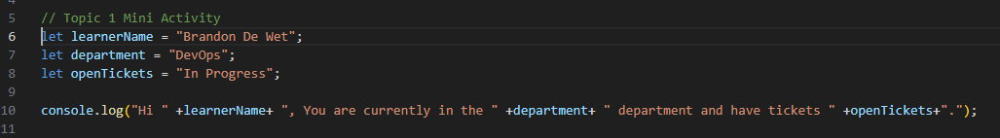 5 // Topic 1 Mini Activity
6 let learnerName = "Brandon De Wet";
7 let department = "DevOps";
8 let openTickets = "In Progress";
9
10 console.log("Hi " +learnerName+ ", You are currently in the " +department+ " department and have tickets " +openTickets+".");
11